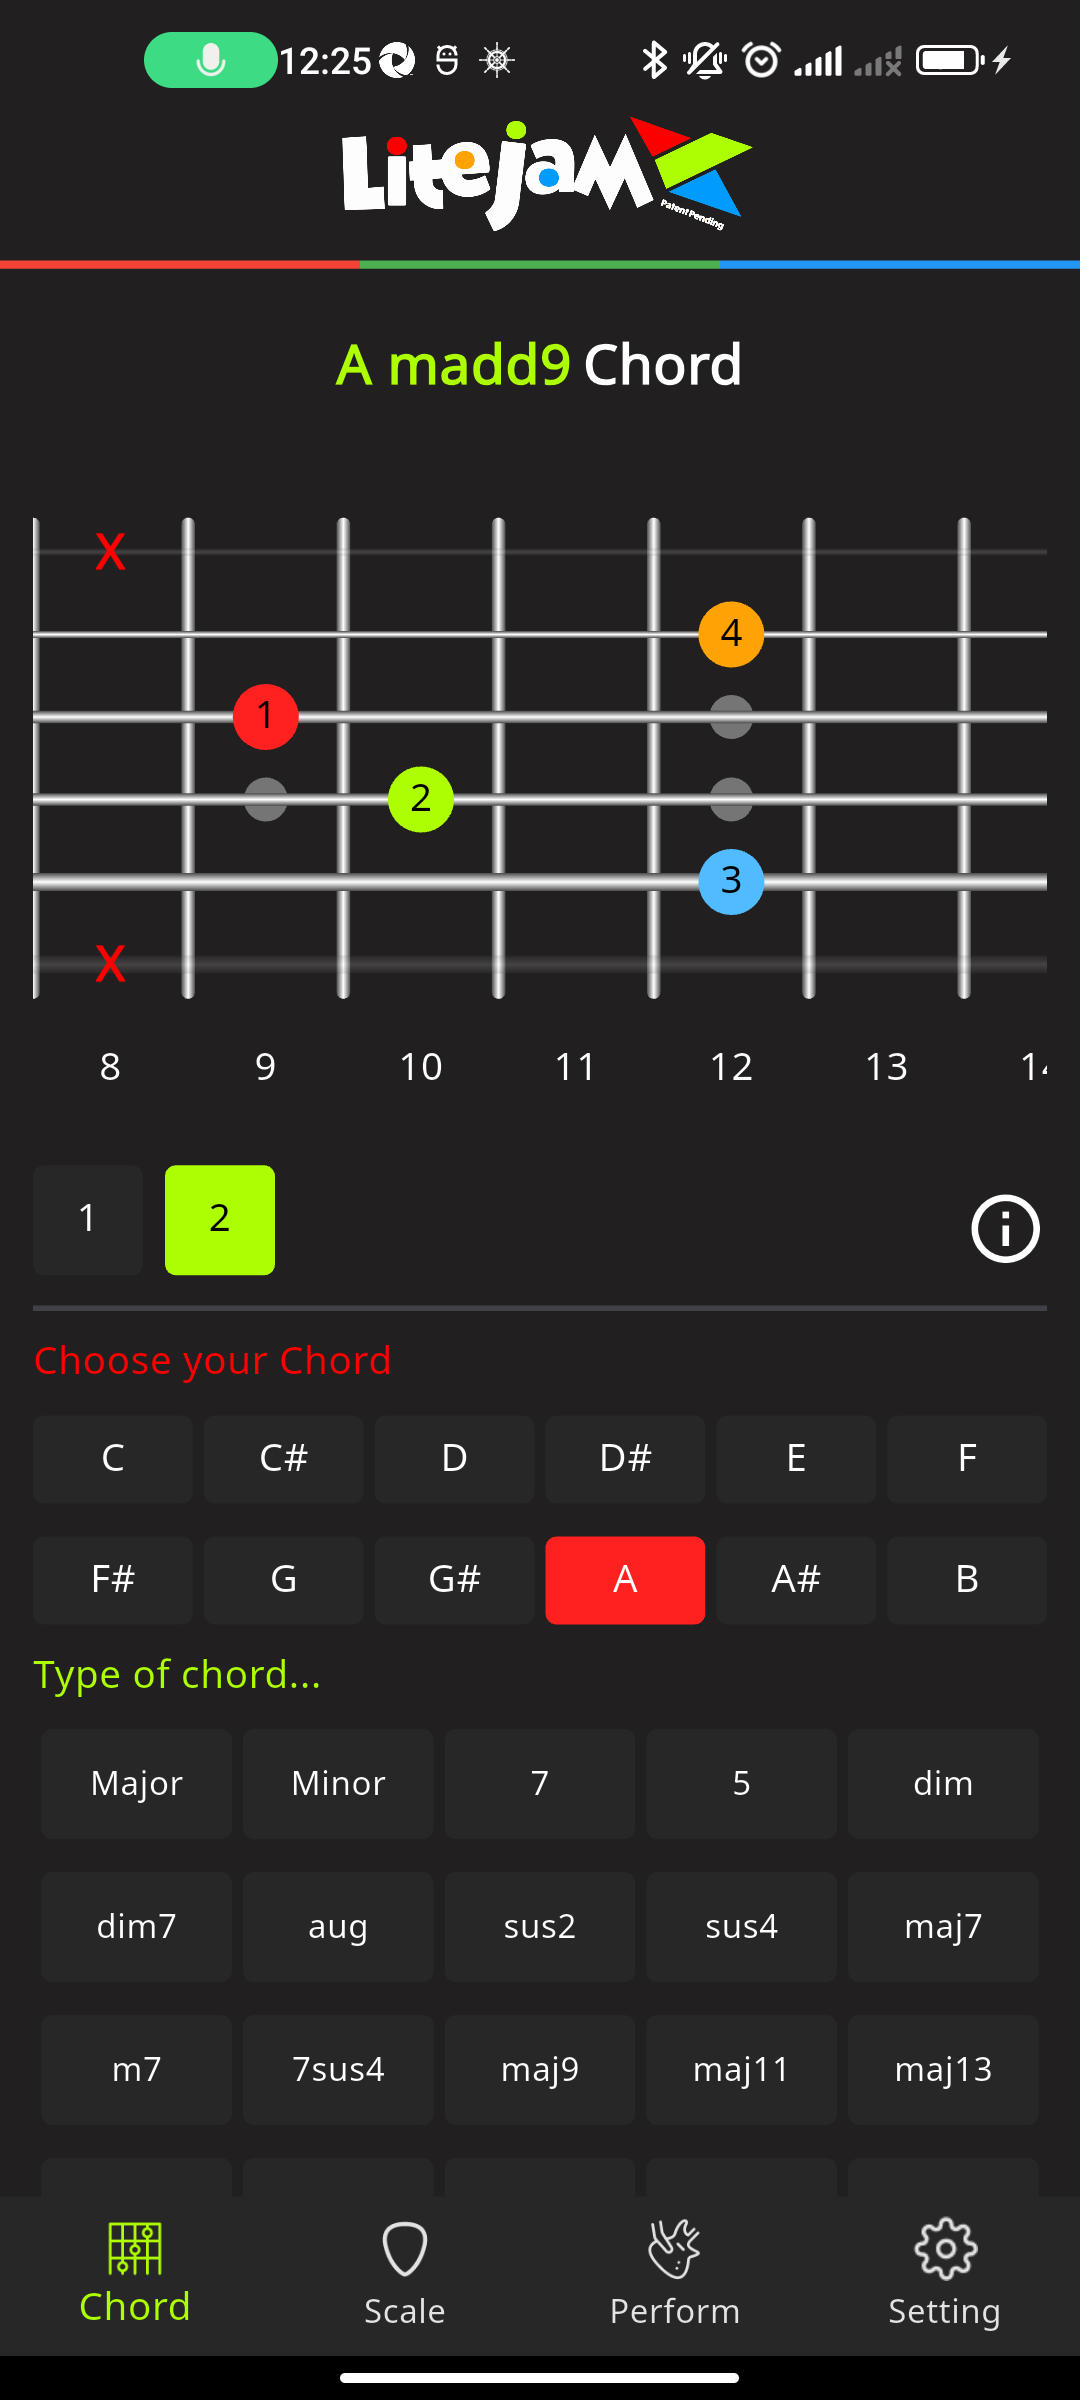 12:25
Litejam
Patent Pending
A madd9 Chord
X
4
1
2
3
X
8 9 10 11 12 13 14
1 2
Choose your Chord
C C# D D# E F
F# G G# A A# B
Type of chord...
Major Minor 7 5 dim
dim7 aug sus2 sus4 maj7
m7 7sus4 maj9 maj11 maj13
Chord Scale Perform Setting